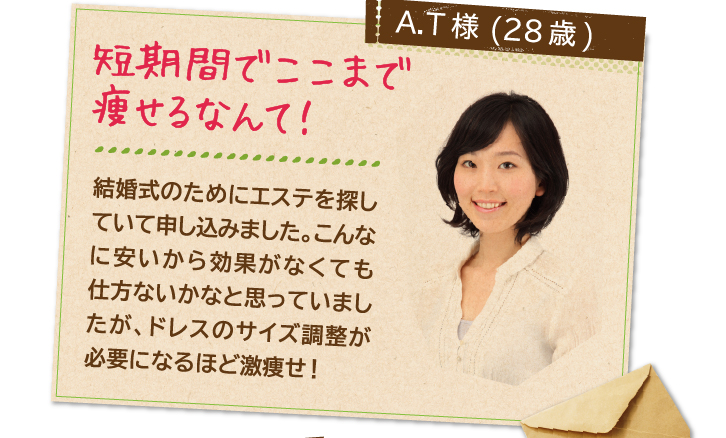 A.T様(28歳)
短期間でここまで
痩せるなんて！
結婚式のためにエステを探し
ていて申し込みました。こんな
に安いから効果がなくても
仕方ないかなと思っていまし
たが、ドレスのサイズ調整が
必要になるほど激痩せ！